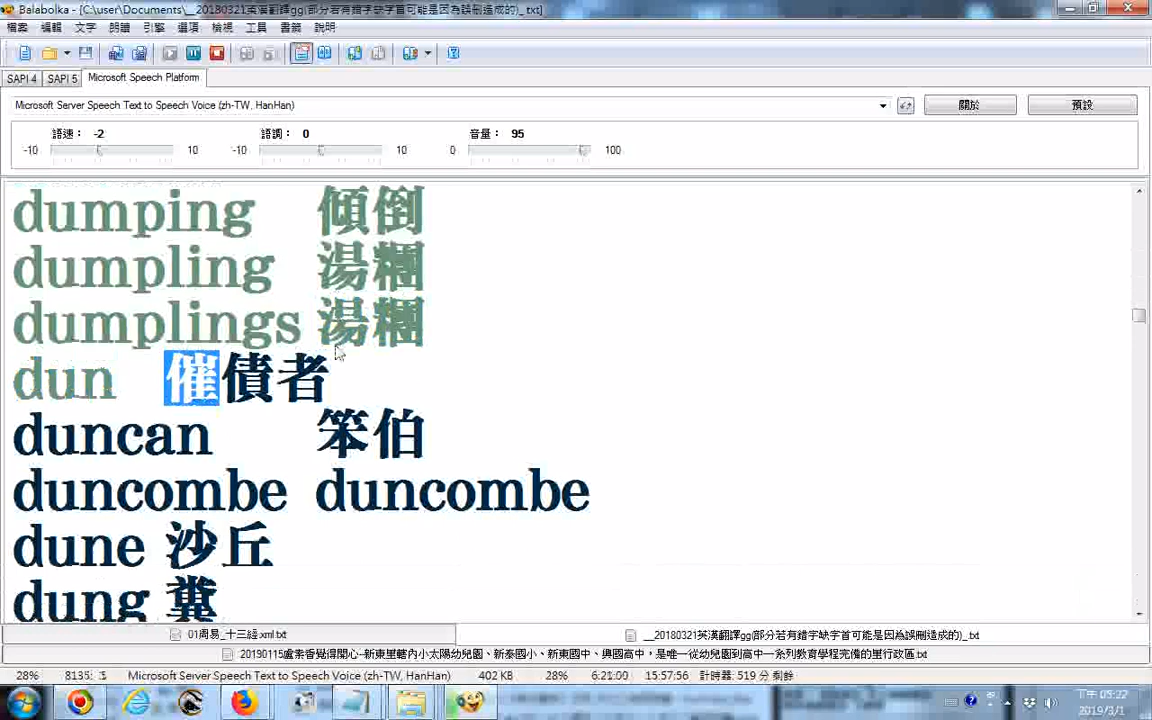 Balabolka - [C:\user\Documents\__20180321英漢翻譯gg(部分若有錯字缺字首可能是因為誤刪造成的)_.txt]
檔案 編輯 文字 朗讀 引擎 選項 檢視 工具 書籤 說明
SAPI 4 SAPI 5 Microsoft Speech Platform
Microsoft Server Speech Text to Speech Voice (zh-TW, HanHan) 關於 預設
語速： -2 語調： 0 音量： 95
-10 10 -10 10 0 100
dumping 傾倒
dumpling 湯糰
dumplings 湯糰
dun 催債者
duncan 笨伯
duncombe duncombe
dune 沙丘
dung 糞
01周易_十三經.xml.txt __20180321英漢翻譯gg(部分若有錯字缺字首可能是因為誤刪造成的)_.txt
20190115盧素香覺得開心-新東里轄內小太陽幼兒園、新泰國小、新東國中、興國高中，是唯一從幼兒園到高中一系列教育學程完備的里行政區.txt
28% Microsoft Server Speech Text to Speech Voice (zh-TW, HanHan) 402 KB 28% 6:21:00 15:57:56 計時器： 519 分 剩餘
下午 05:22
2019/3/1